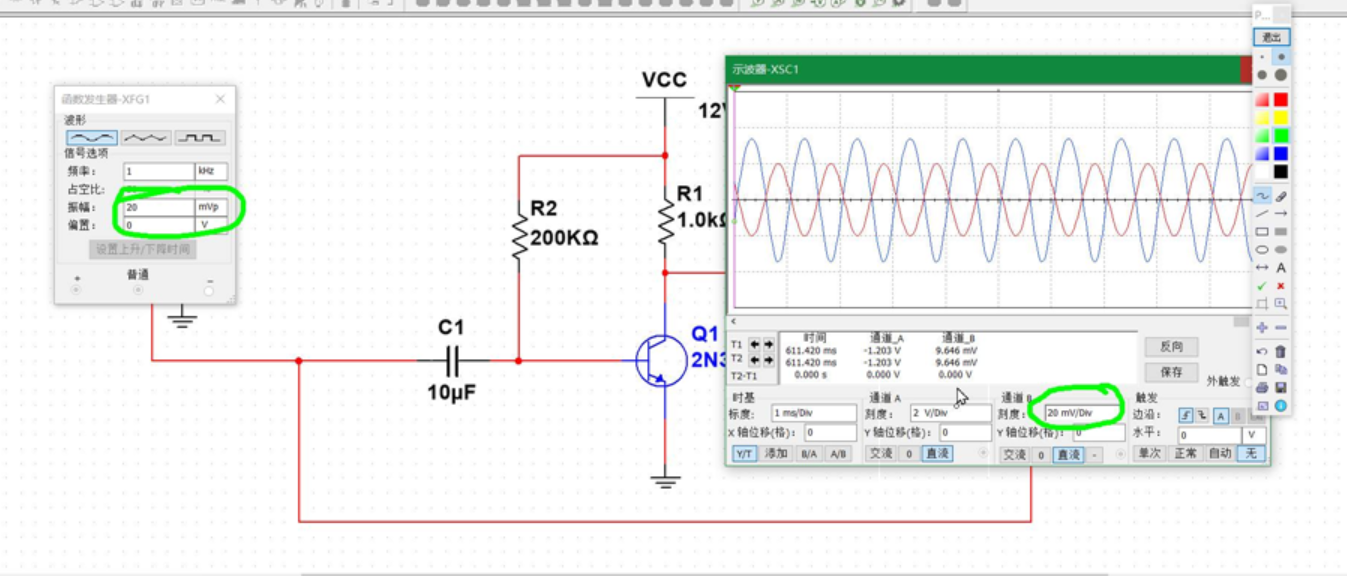 P...
退出
函数发生器-XFG1
波形
信号选项
频率: 1 kHz
占空比:
振幅: 20 mVp
偏置: 0 V
设置上升/下降时间
+ 普通 -
VCC
R2
200KΩ
R1
C1
10μF
Q1
示波器-XSC1
时间 通道_A 通道_B
T1 611.420 ms -1.203 V 9.646 mV
T2 611.420 ms -1.203 V 9.646 mV
T2-T1 0.000 s 0.000 V 0.000 V
反向
保存
外触发
时基
标度: 1 ms/Div
X 轴位移(格): 0
Y/T 添加 B/A A/B
通道 A
刻度: 2 V/Div
Y 轴位移(格): 0
交流 0 直流
通道 B
刻度: 20 mV/Div
Y 轴位移(格): 0
交流 0 直流 -
触发
边沿: A
水平: 0 V
单次 正常 自动 无
A